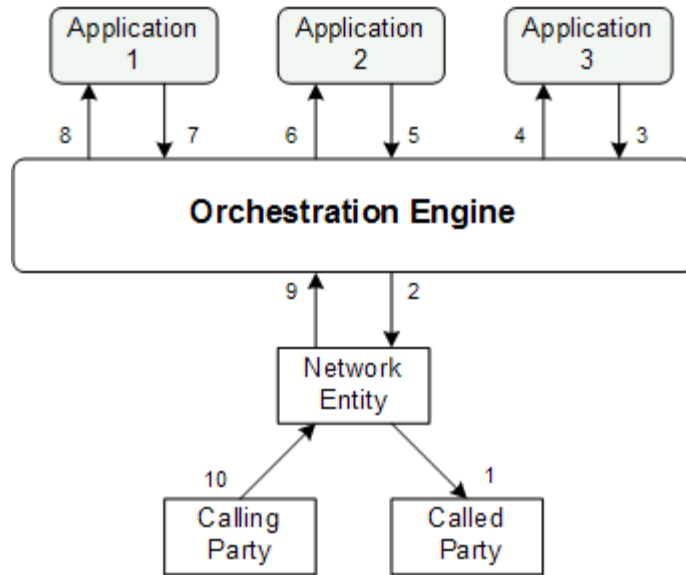 Application
1
Application
2
Application
3
8
7
6
5
4
3
Orchestration Engine
9
2
Network
Entity
10
1
Calling
Party
Called
Party